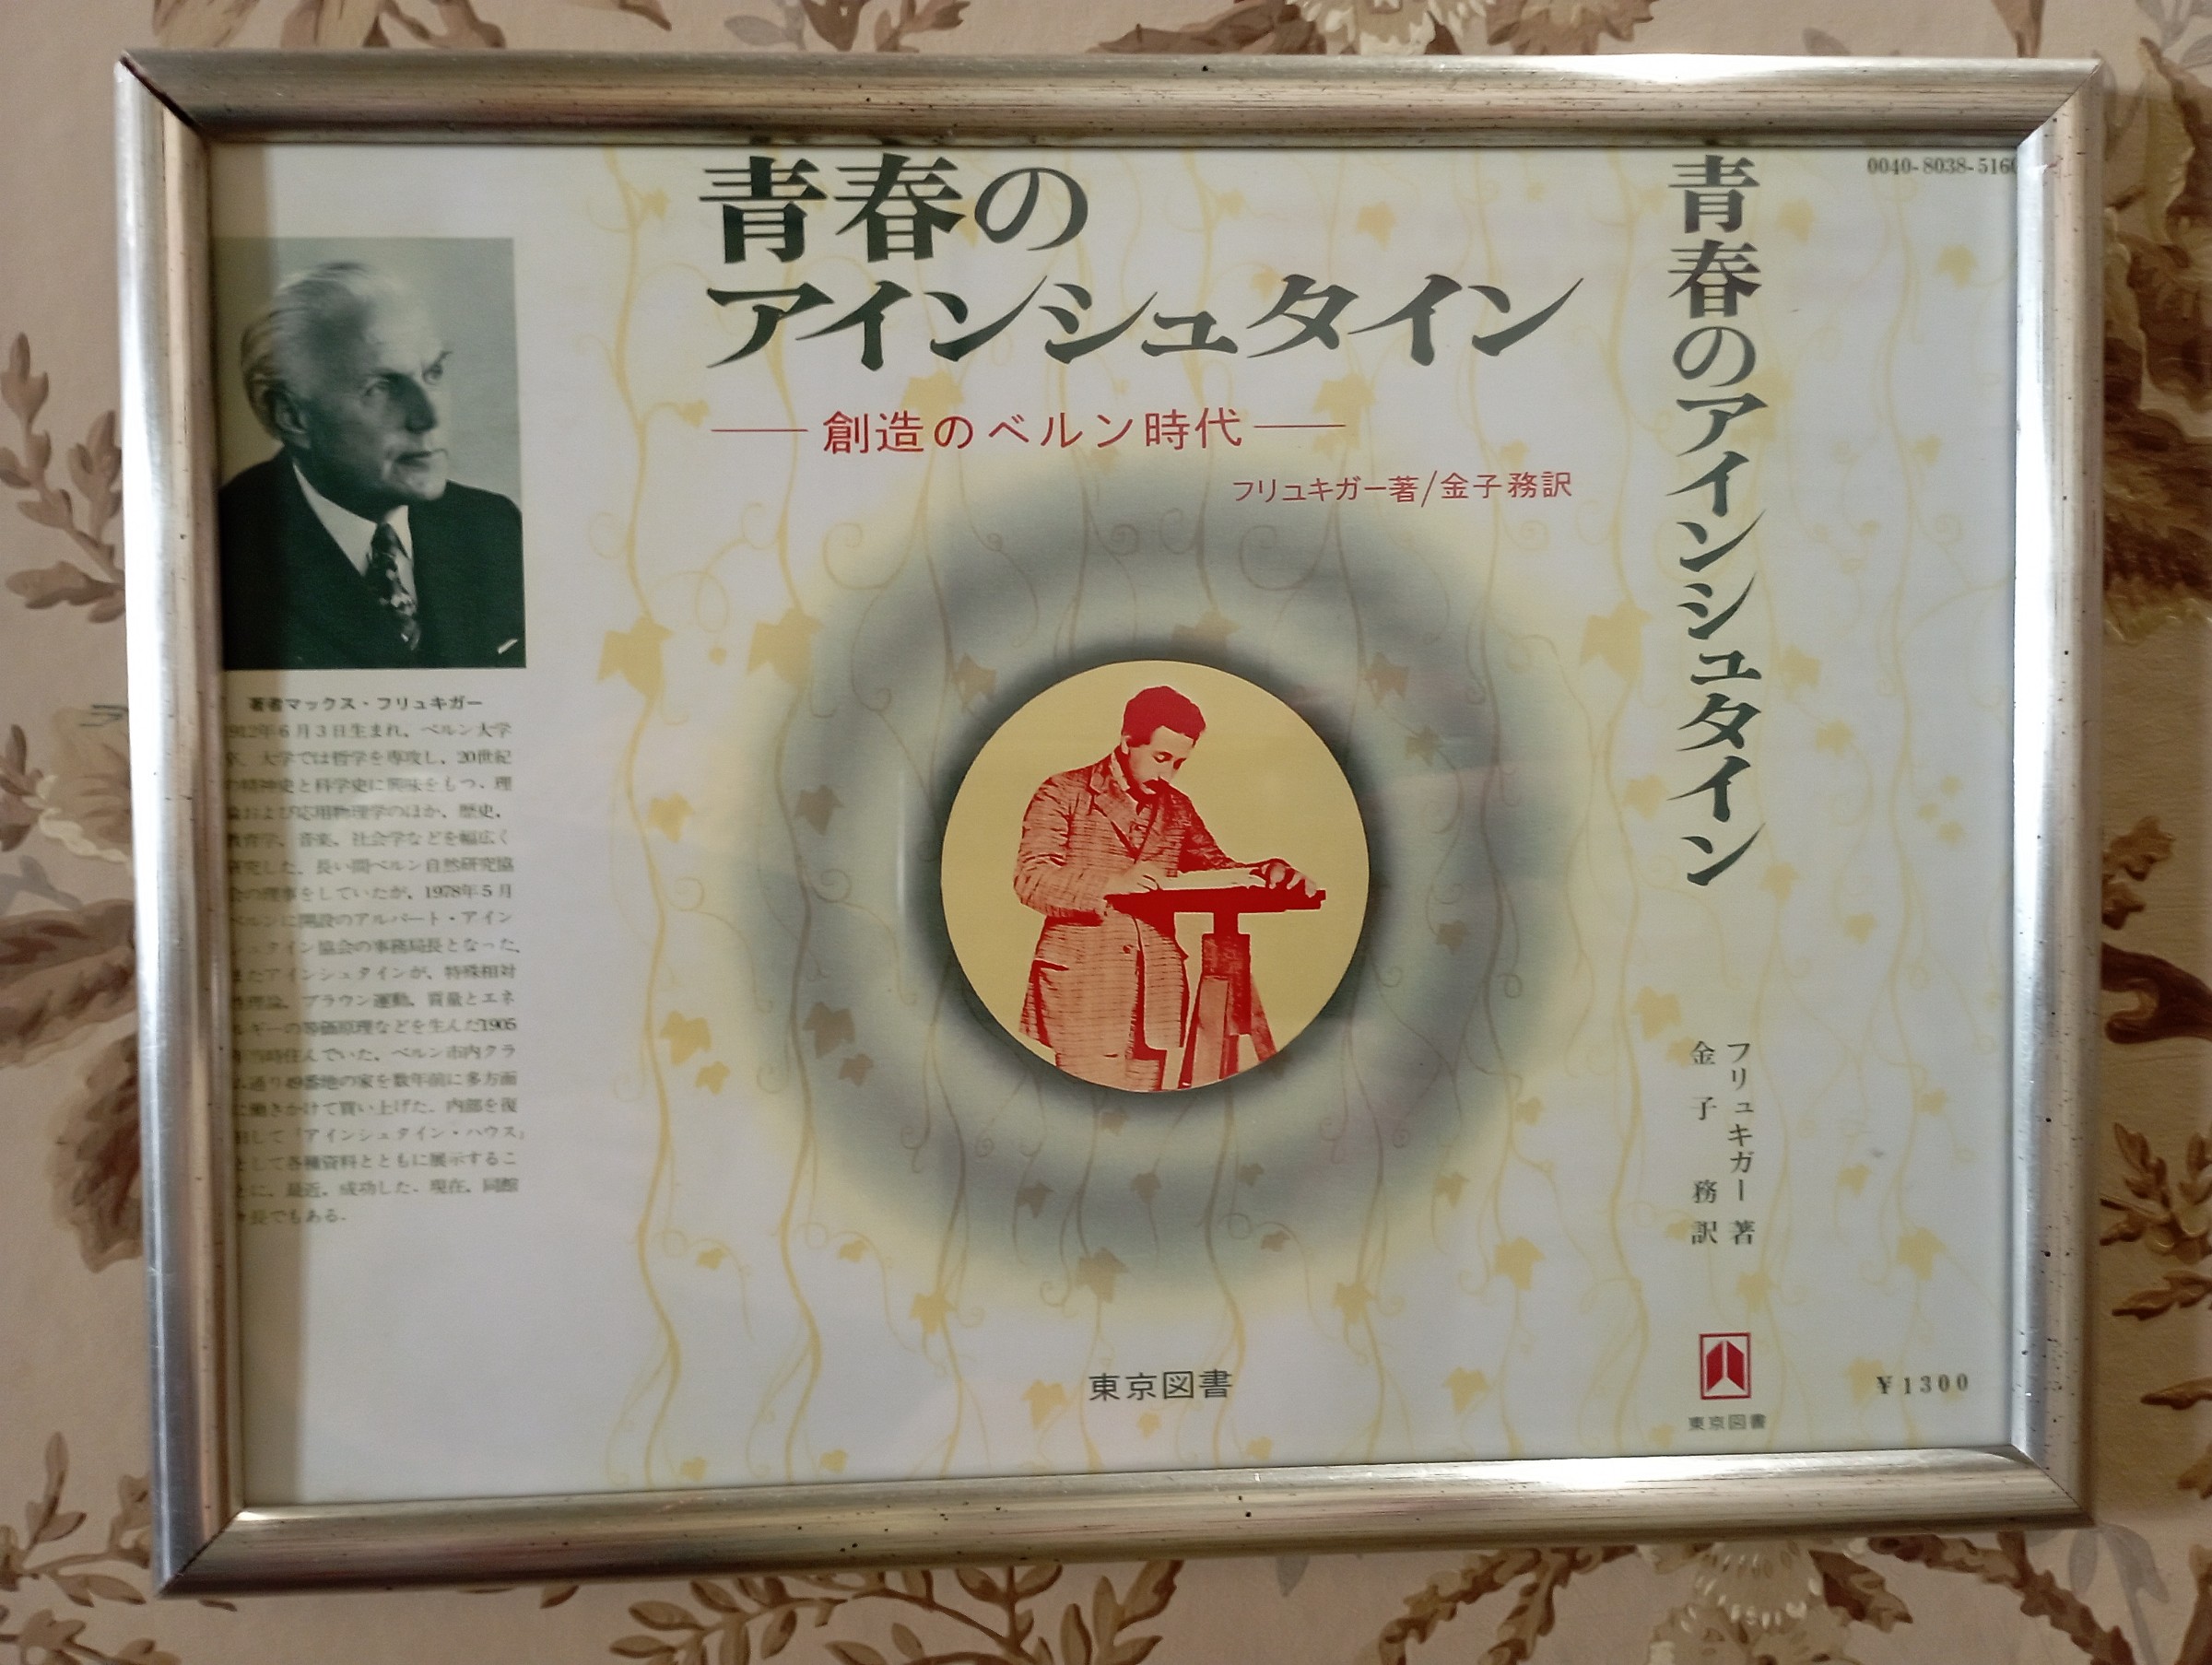 青春の
アインシュタイン
創造のベルン時代
フリュキガー著/金子務訳
東京図書
著者マックス・フリュキガー
1912年6月3日生まれ。ベルン大学
卒。大学では哲学を専攻し、20世紀
の精神史と科学史に興味をもつ。理
論および応用物理学のほか、歴史、
教育学、音楽、社会学などを幅広く
研究した。長い間ベルン自然研究協
会の理事をしていたが、1978年5月
ベルンに開設のアルバート・アイン
シュタイン協会の事務局長となった。
またアインシュタインが、特殊相対
性理論、ブラウン運動、質量とエネ
ルギーの等価原理などを生んだ1905
年当時住んでいた、ベルン市内クラ
ム通り49番地の家を数年前に多方面
に働きかけて買い上げた。内部を復
して「アインシュタイン・ハウス」
として各種資料とともに展示するこ
とに、最近、成功した。現在、同館
長でもある。
青春のアインシュタイン
フリュキガー 著
金子 務 訳
東京図書
0040-8038-5160
¥1300